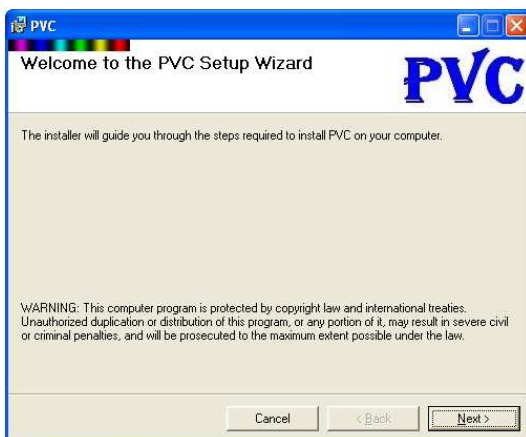 PVC
Welcome to the PVC Setup Wizard
PVC
The installer will guide you through the steps required to install PVC on your computer.
WARNING: This computer program is protected by copyright law and international treaties.
Unauthorized duplication or distribution of this program, or any portion of it, may result in severe civil
or criminal penalties, and will be prosecuted to the maximum extent possible under the law.
Cancel
< Back
Next >